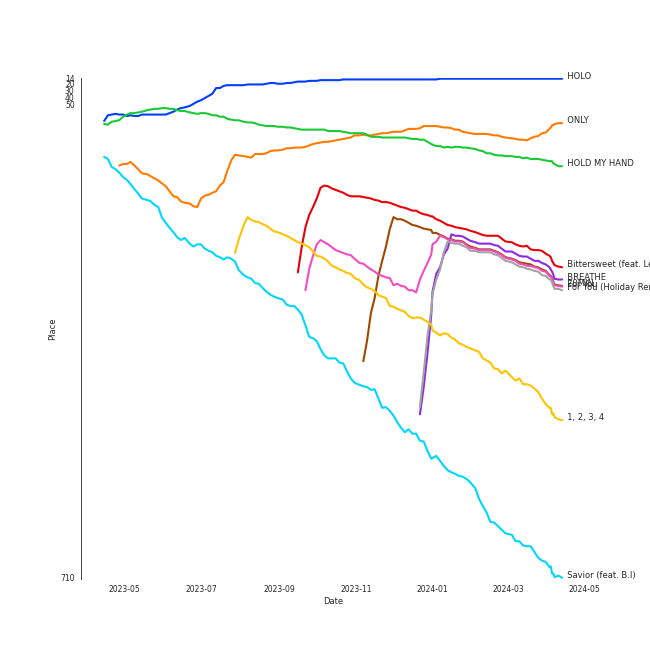 14
20
30
40
50
HOLO
ONLY
HOLD MY HAND
Bittersweet (feat. Le
BREATHE
For You (Holiday Rem
Place
1, 2, 3, 4
710
Savior (feat. B.I)
2023-05
2023-07
2023-09
2023-11
2024-01
2024-03
2024-05
Date